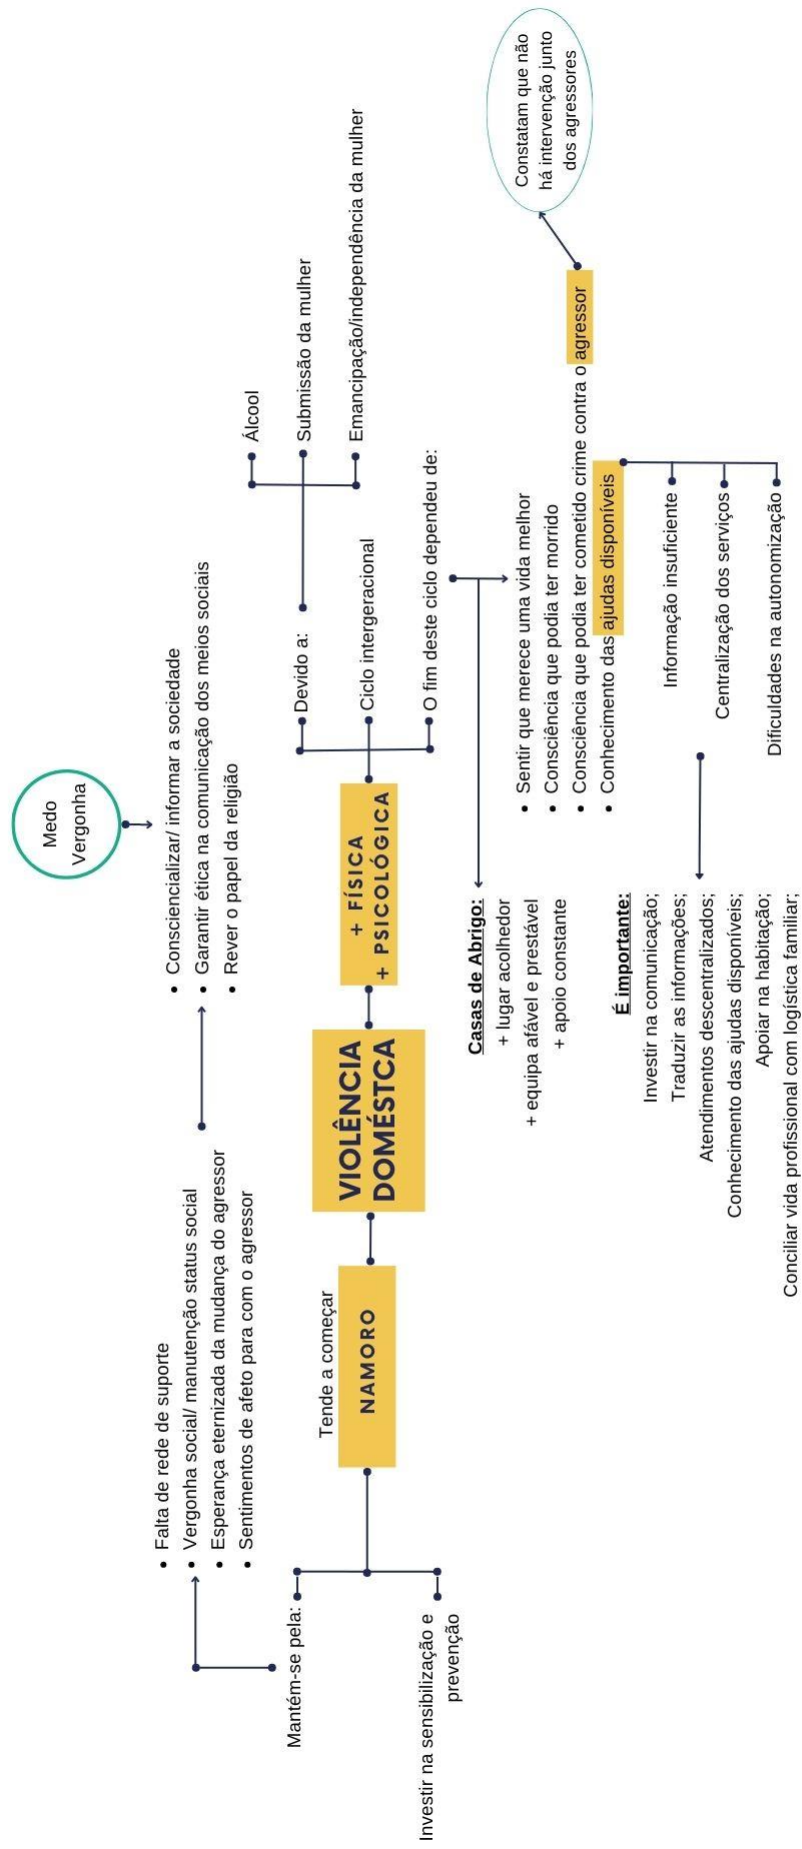 Mantém-se pela:
Investir na sensibilização e
prevenção
• Falta de rede de suporte
• Vergonha social/ manutenção status social
• Esperança eternizada da mudança do agressor
• Sentimentos de afeto para com o agressor
Tende a começar
NAMORO
VIOLÊNCIA
DOMÉSTCA
+ FÍSICA
+ PSICOLÓGICA
Medo
Vergonha
• Consciencializar/ informar a sociedade
• Garantir ética na comunicação dos meios sociais
• Rever o papel da religião
Devido a:
Ciclo intergeracional
O fim deste ciclo dependeu de:
Álcool
Submissão da mulher
Emancipação/independência da mulher
Casas de Abrigo:
+ lugar acolhedor
+ equipa afável e prestável
+ apoio constante
• Sentir que merece uma vida melhor
• Consciência que podia ter morrido
• Consciência que podia ter cometido crime contra o agressor
• Conhecimento das ajudas disponíveis
Constatam que não
há intervenção junto
dos agressores
Informação insuficiente
Centralização dos serviços
Dificuldades na autonomização
É importante:
Investir na comunicação;
Traduzir as informações;
Atendimentos descentralizados;
Conhecimento das ajudas disponíveis;
Apoiar na habitação;
Conciliar vida profissional com logística familiar;